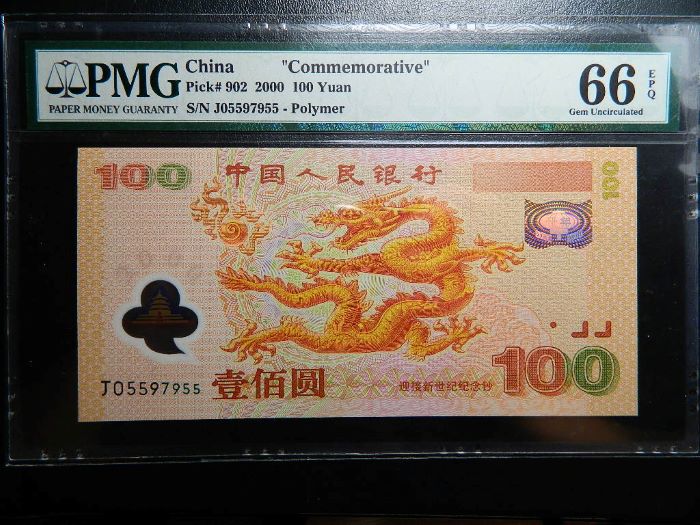 PMG
PAPER MONEY GUARANTY
China "Commemorative"
Pick# 902 2000 100 Yuan
S/N J05597955 - Polymer
66 EPQ
Gem Uncirculated
100 中国人民银行
100
J05597955 壹佰圆 迎接新世纪纪念钞 100